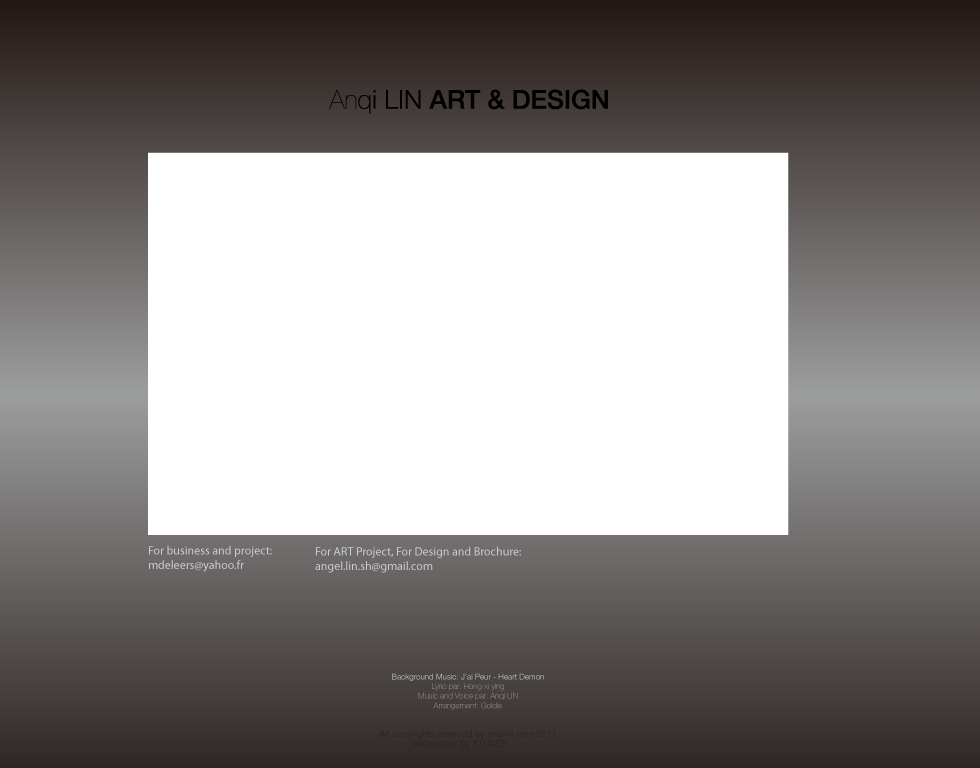 Anqi LIN ART & DESIGN
For business and project:
mdeleers@yahoo.fr
For ART Project, For Design and Brochure:
angel.lin.sh@gmail.com
Background Music: J'ai Peur - Heart Demon
Lyric par: Hong xi ying
Music and Voice par: Anqi LIN
Arrangement: Goldie
All copyrights reserved by anqilin.com 2011
Webmaster by